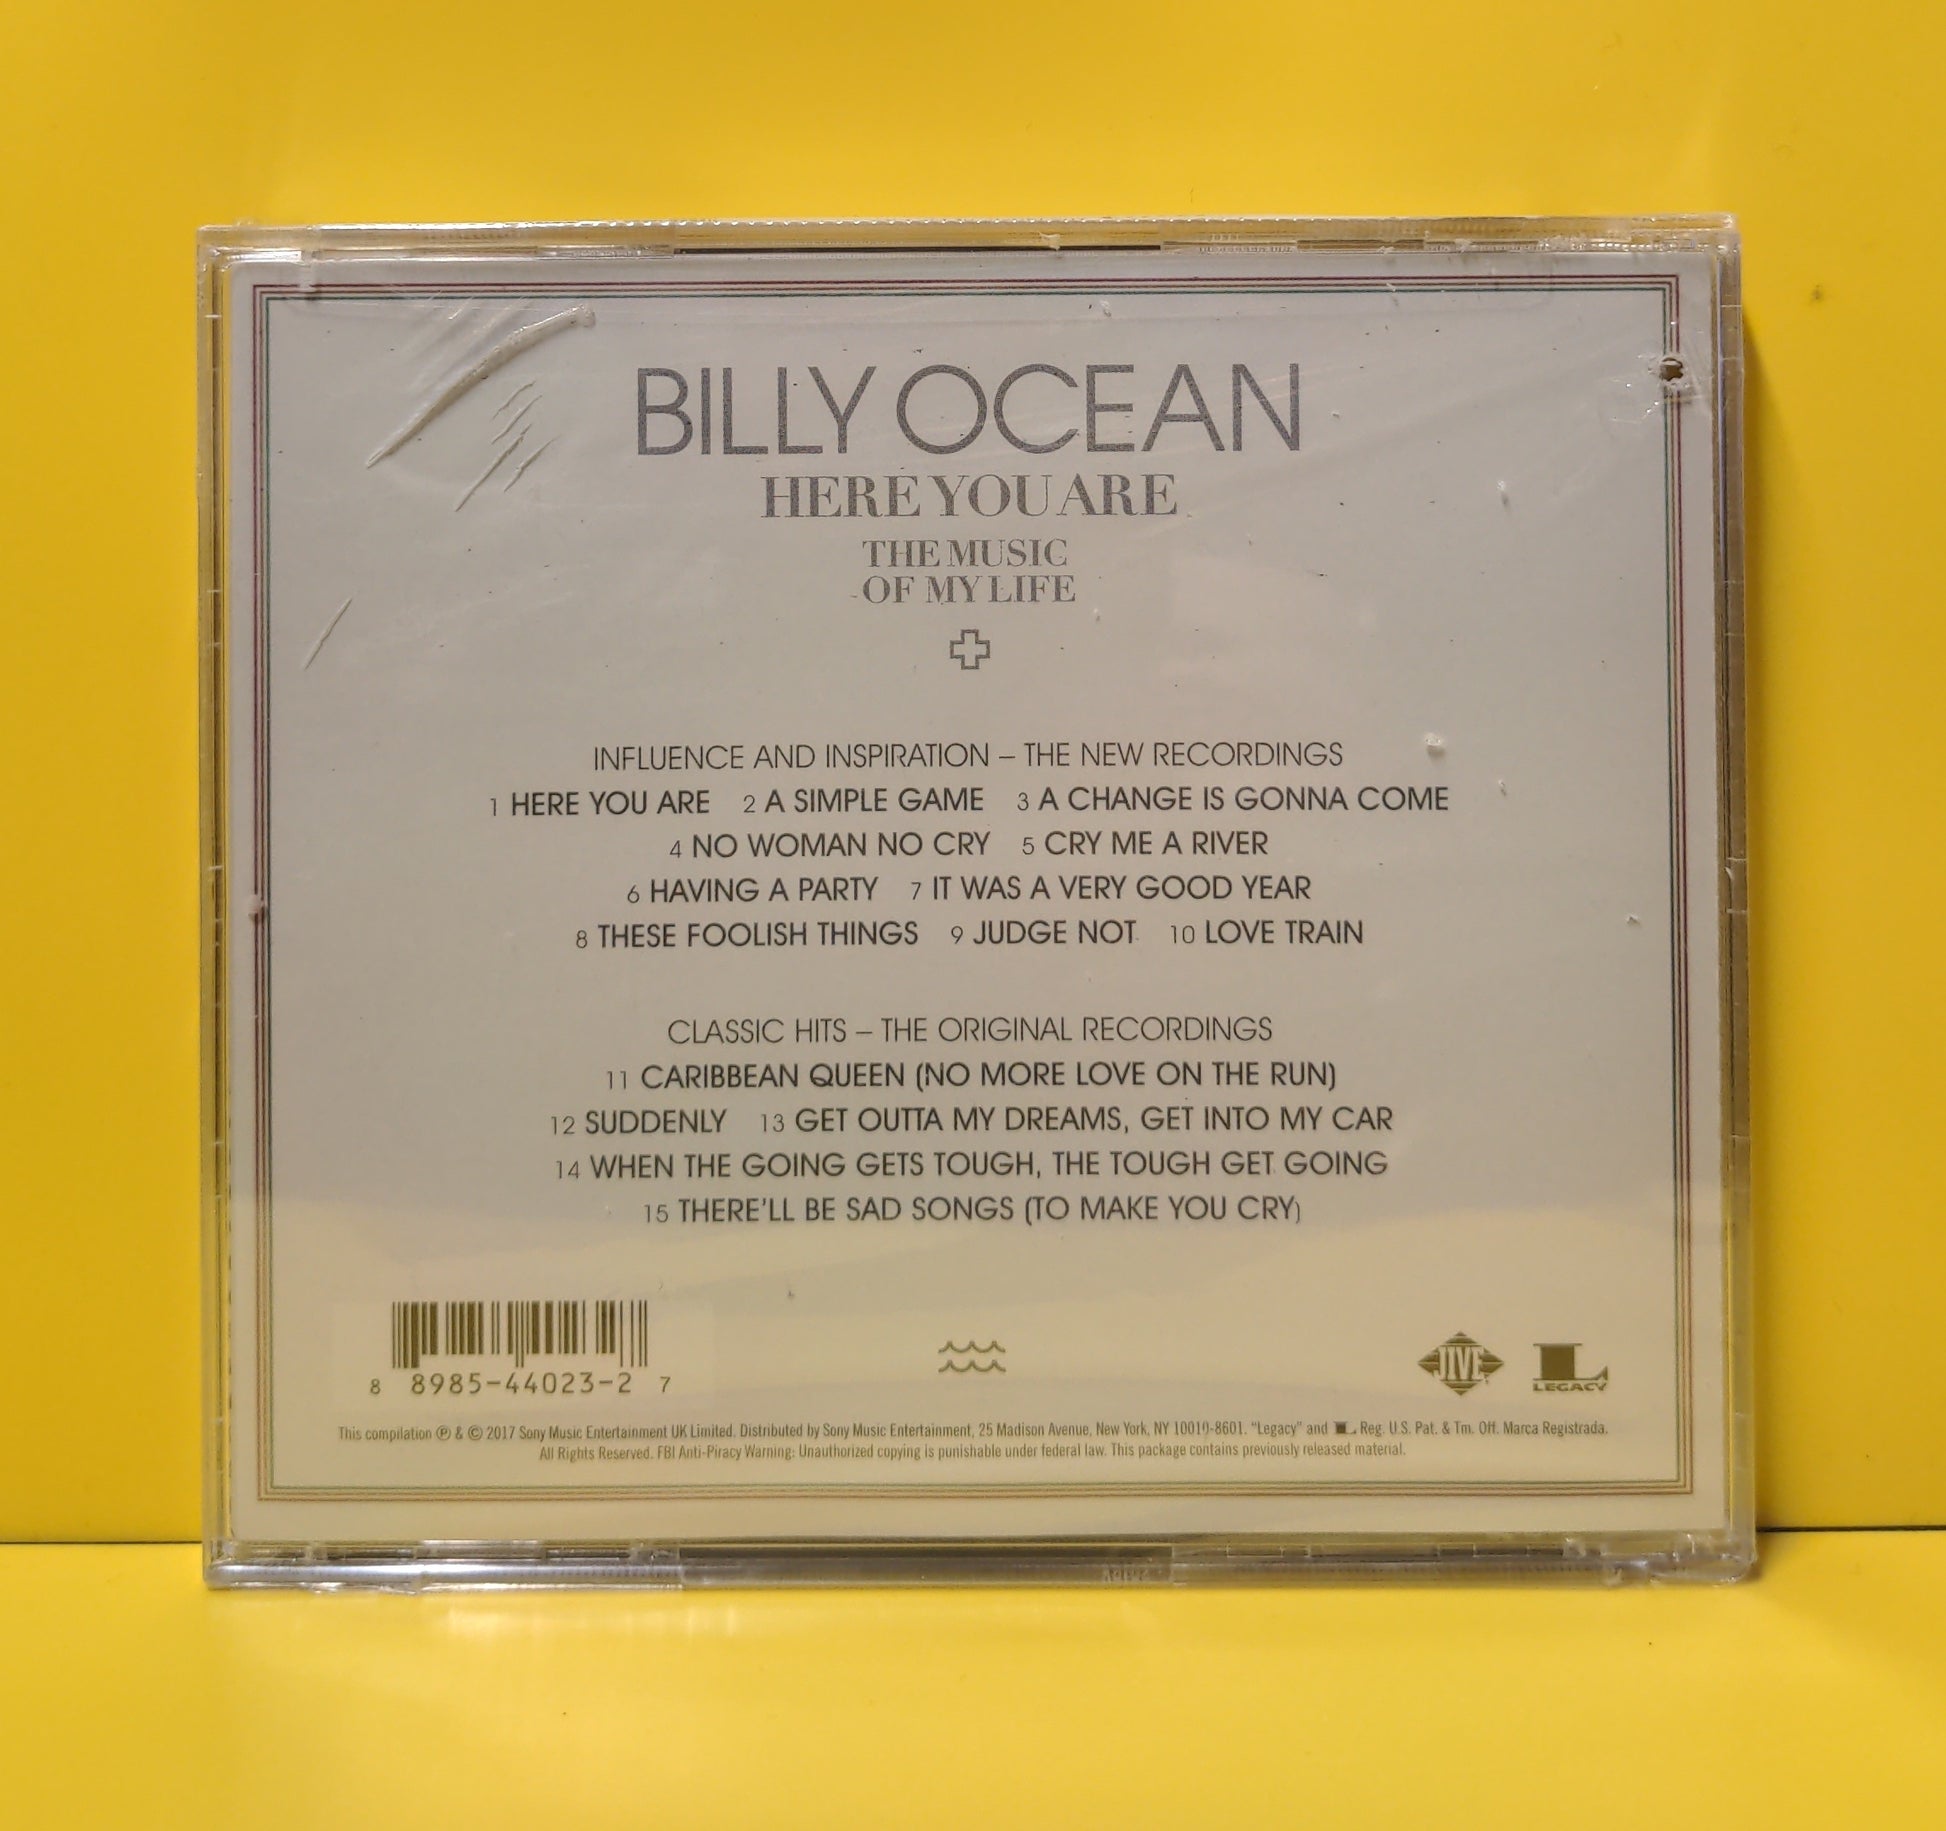 BILLY OCEAN
HERE YOU ARE
THE MUSIC
OF MY LIFE
INFLUENCE AND INSPIRATION – THE NEW RECORDINGS
1 HERE YOU ARE 2 A SIMPLE GAME 3 A CHANGE IS GONNA COME
4 NO WOMAN NO CRY 5 CRY ME A RIVER
6 HAVING A PARTY 7 IT WAS A VERY GOOD YEAR
8 THESE FOOLISH THINGS 9 JUDGE NOT 10 LOVE TRAIN
CLASSIC HITS – THE ORIGINAL RECORDINGS
11 CARIBBEAN QUEEN (NO MORE LOVE ON THE RUN)
12 SUDDENLY 13 GET OUTTA MY DREAMS, GET INTO MY CAR
14 WHEN THE GOING GETS TOUGH, THE TOUGH GET GOING
15 THERE'LL BE SAD SONGS (TO MAKE YOU CRY)
8 8985-44023-2 7
JIVE
L LEGACY
This compilation ℗ & © 2017 Sony Music Entertainment UK Limited. Distributed by Sony Music Entertainment, 25 Madison Avenue, New York, NY 10010-8601. "Legacy" and L Reg. U.S. Pat. & Tm. Off. Marca Registrada.
All Rights Reserved. FBI Anti-Piracy Warning: Unauthorized copying is punishable under federal law. This package contains previously released material.